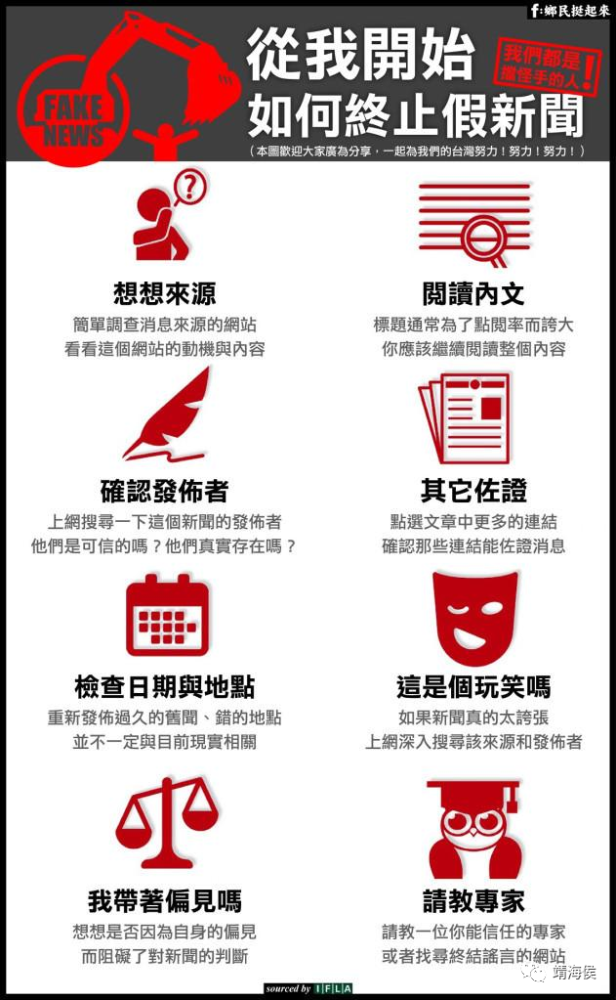 f:鄉民挺起來
從我開始
我們都是
擋怪手的人!
FAKE
NEWS
如何終止假新聞
(本圖歡迎大家廣為分享,一起為我們的台灣努力!努力!努力!)
?
想想來源
簡單調查消息來源的網站
看看這個網站的動機與內容
閱讀內文
標題通常為了點閱率而誇大
你應該繼續閱讀整個內容
確認發佈者
上網搜尋一下這個新聞的發佈者
他們是可信的嗎?他們真實存在嗎?
其它佐證
點選文章中更多的連結
確認那些連結能佐證消息
檢查日期與地點
重新發佈過久的舊聞、錯的地點
並不一定與目前現實相關
這是個玩笑嗎
如果新聞真的太誇張
上網深入搜尋該來源和發佈者
我帶著偏見嗎
想想是否因為自身的偏見
而阻礙了對新聞的判斷
請教專家
請教一位你能信任的專家
或者找尋終結謠言的網站
靖海侯
sourced by IFLA